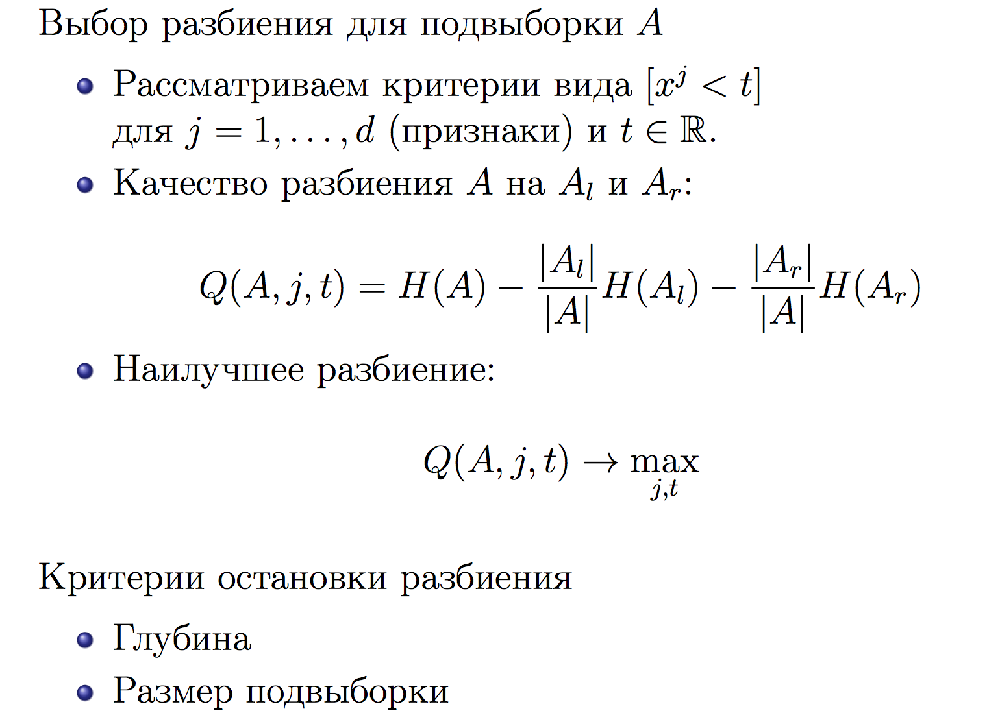 Выбор разбиения для подвыборки $A$
Рассматриваем критерии вида $[x^j < t]$
для $j = 1, \ldots, d$ (признаки) и $t \in \mathbb{R}$.
Качество разбиения $A$ на $A_l$ и $A_r$:
$Q(A, j, t) = H(A) - \frac{|A_l|}{|A|} H(A_l) - \frac{|A_r|}{|A|} H(A_r)$
Наилучшее разбиение:
$Q(A, j, t) \to \max_{j,t}$
Критерии остановки разбиения
Глубина
Размер подвыборки